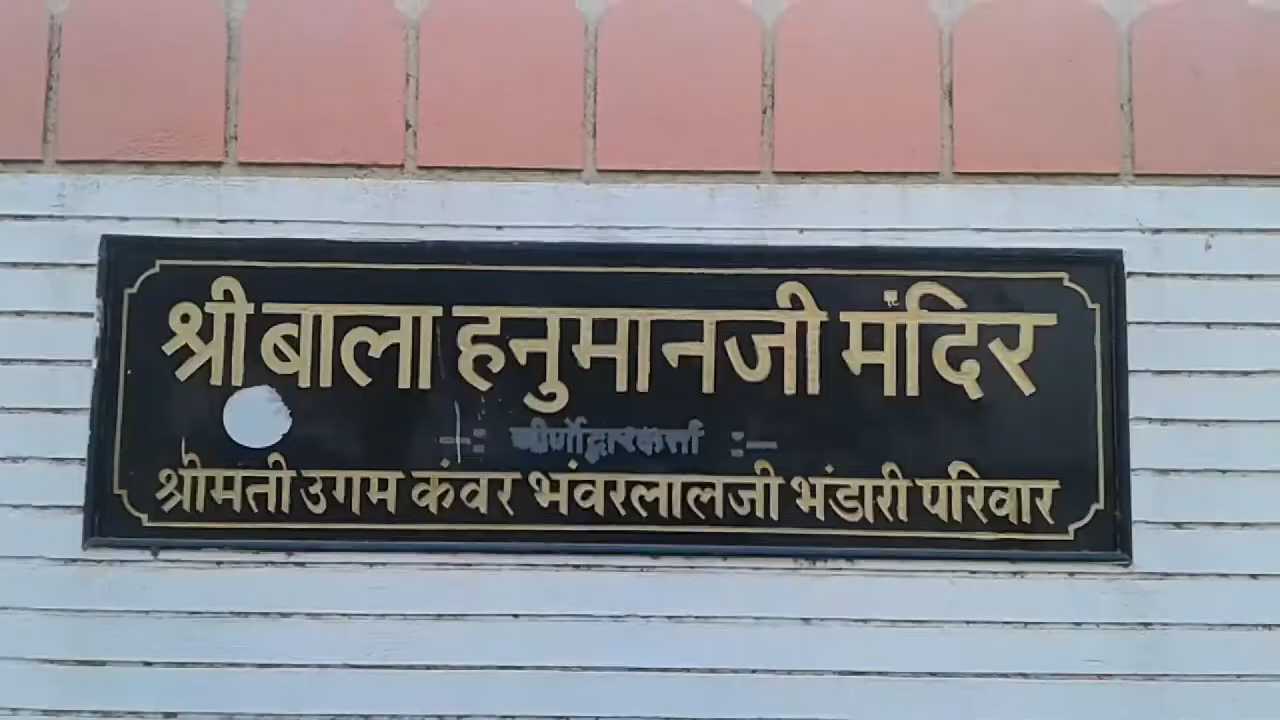 श्री बाला हनुमानजी मंदिर
—: जीर्णोद्धारकर्त्ता :—
श्रीमती उगम कंवर भंवरलालजी भंडारी परिवार